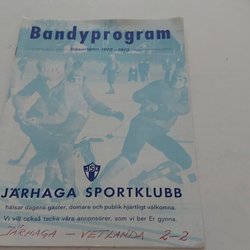 Bandyprogram
1972 - 1973
JÄRHAGA SPORTKLUBB
hälsar dagens gäster, domare och publik hjärtligt välkomna.
Vi vill också tacka våra annonsörer, som vi ber Er gynna.
JÄRHAGA - VETLANDA 2-2